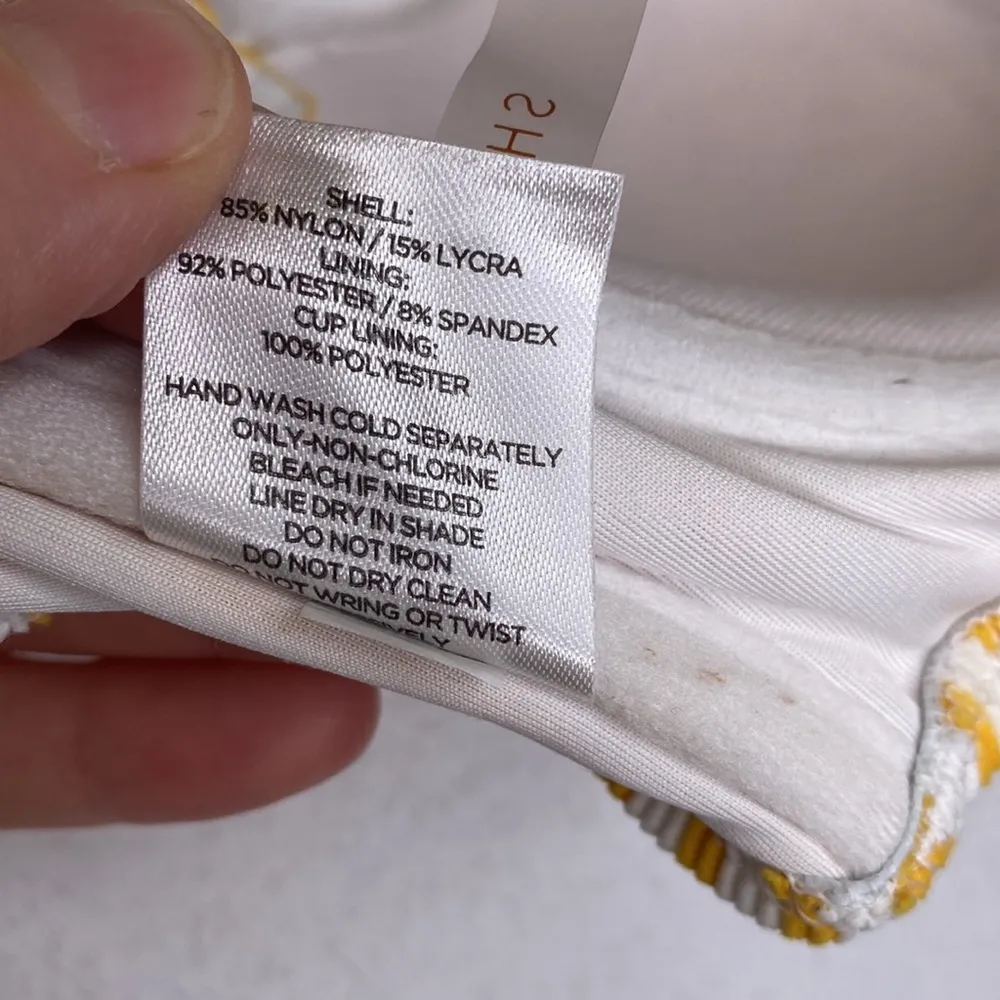 SH
SHELL:
85% NYLON / 15% LYCRA
LINING:
92% POLYESTER / 8% SPANDEX
CUP LINING:
100% POLYESTER
HAND WASH COLD SEPARATELY
ONLY-NON-CHLORINE
BLEACH IF NEEDED
LINE DRY IN SHADE
DO NOT IRON
DO NOT DRY CLEAN
DO NOT WRING OR TWIST